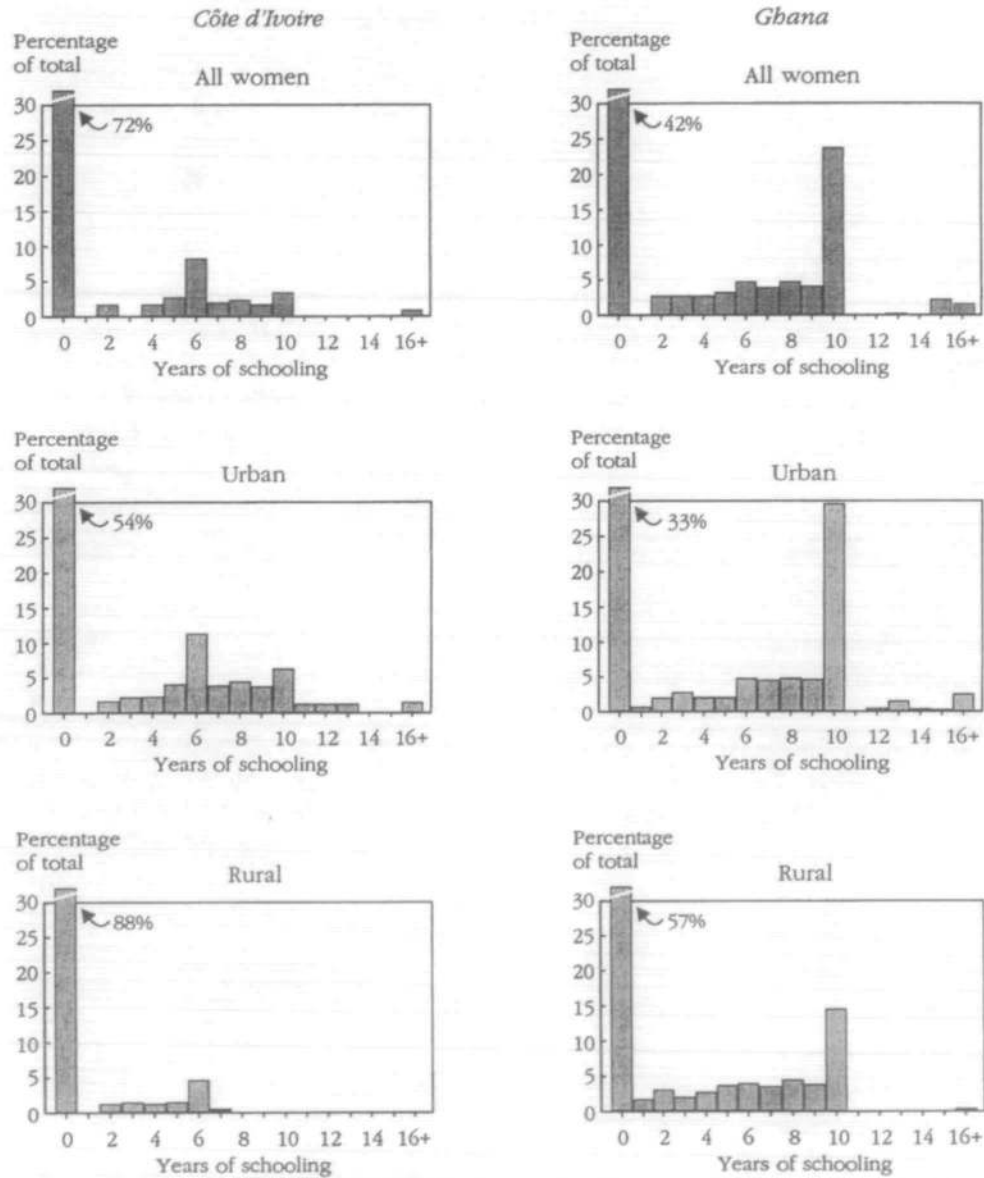 Côte d'Ivoire
Percentage
of total
All women
30
72%
25
20
15
10
5
0
0 2 4 6 8 10 12 14 16+
Years of schooling
Ghana
Percentage
of total
All women
30
42%
25
20
15
10
5
0
0 2 4 6 8 10 12 14 16+
Years of schooling
Percentage
of total
Urban
30
54%
25
20
15
10
5
0
0 2 4 6 8 10 12 14 16+
Years of schooling
Percentage
of total
Urban
30
33%
25
20
15
10
5
0
0 2 4 6 8 10 12 14 16+
Years of schooling
Percentage
of total
Rural
30
88%
25
20
15
10
5
0
0 2 4 6 8 10 12 14 16+
Years of schooling
Percentage
of total
Rural
30
57%
25
20
15
10
5
0
0 2 4 6 8 10 12 14 16+
Years of schooling